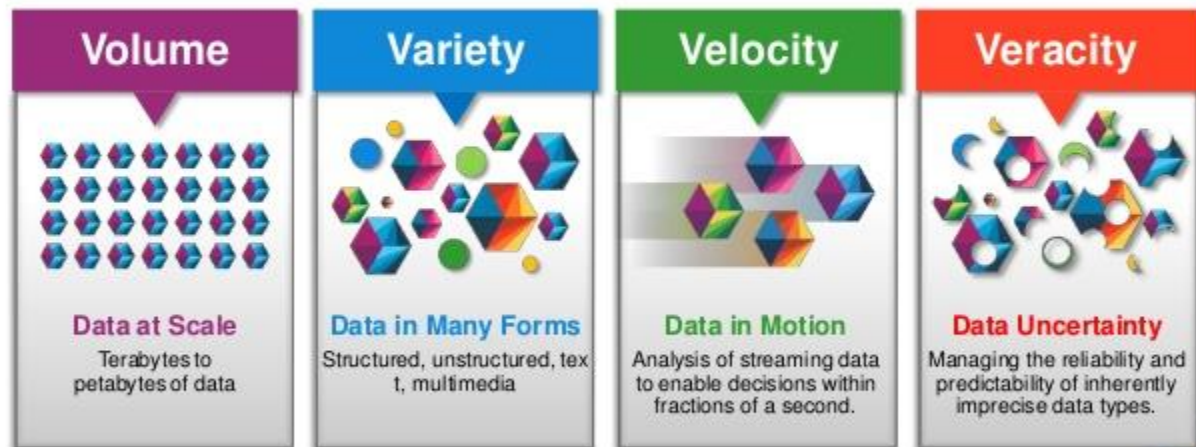 Volume
Variety
Velocity
Veracity
Data at Scale
Terabytes to
petabytes of data
Data in Many Forms
Structured, unstructured, tex
t, multimedia
Data in Motion
Analysis of streaming data
to enable decisions within
fractions of a second.
Data Uncertainty
Managing the reliability and
predictability of inherently
imprecise data types.